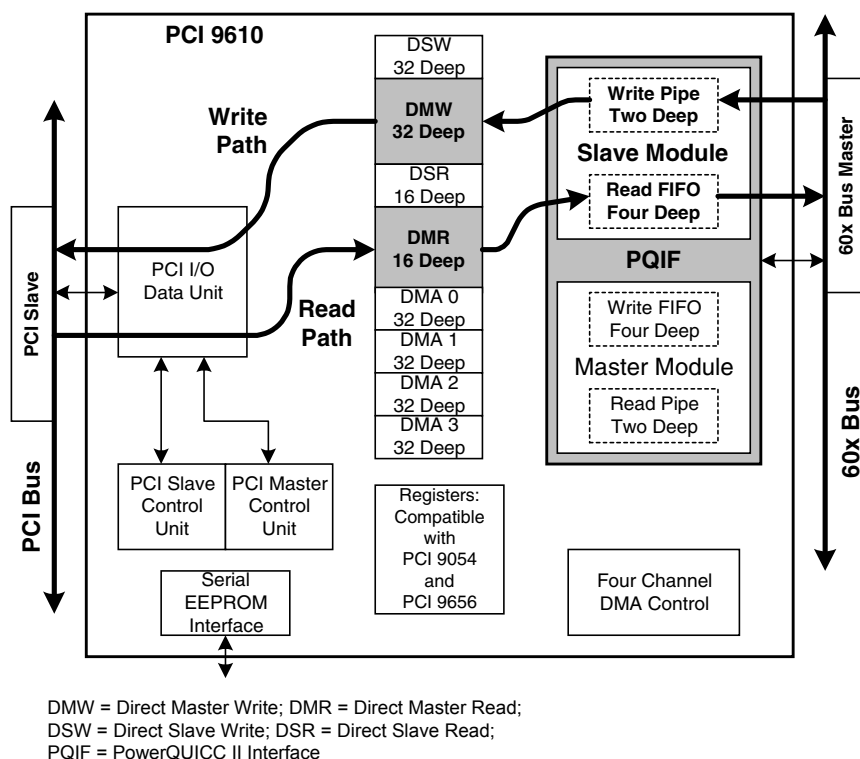 PCI 9610
DSW
32 Deep
DMW
32 Deep
DSR
16 Deep
DMR
16 Deep
DMA 0
32 Deep
DMA 1
32 Deep
DMA 2
32 Deep
DMA 3
32 Deep
Write
Path
Read
Path
Write Pipe
Two Deep
Slave Module
Read FIFO
Four Deep
PQIF
Write FIFO
Four Deep
Master Module
Read Pipe
Two Deep
60x Bus Master
60x Bus
PCI Slave
PCI Bus
PCI I/O
Data Unit
PCI Slave
Control
Unit
PCI Master
Control
Unit
Serial
EEPROM
Interface
Registers:
Compatible
with
PCI 9054
and
PCI 9656
Four Channel
DMA Control
DMW = Direct Master Write; DMR = Direct Master Read;
DSW = Direct Slave Write; DSR = Direct Slave Read;
PQIF = PowerQUICC II Interface